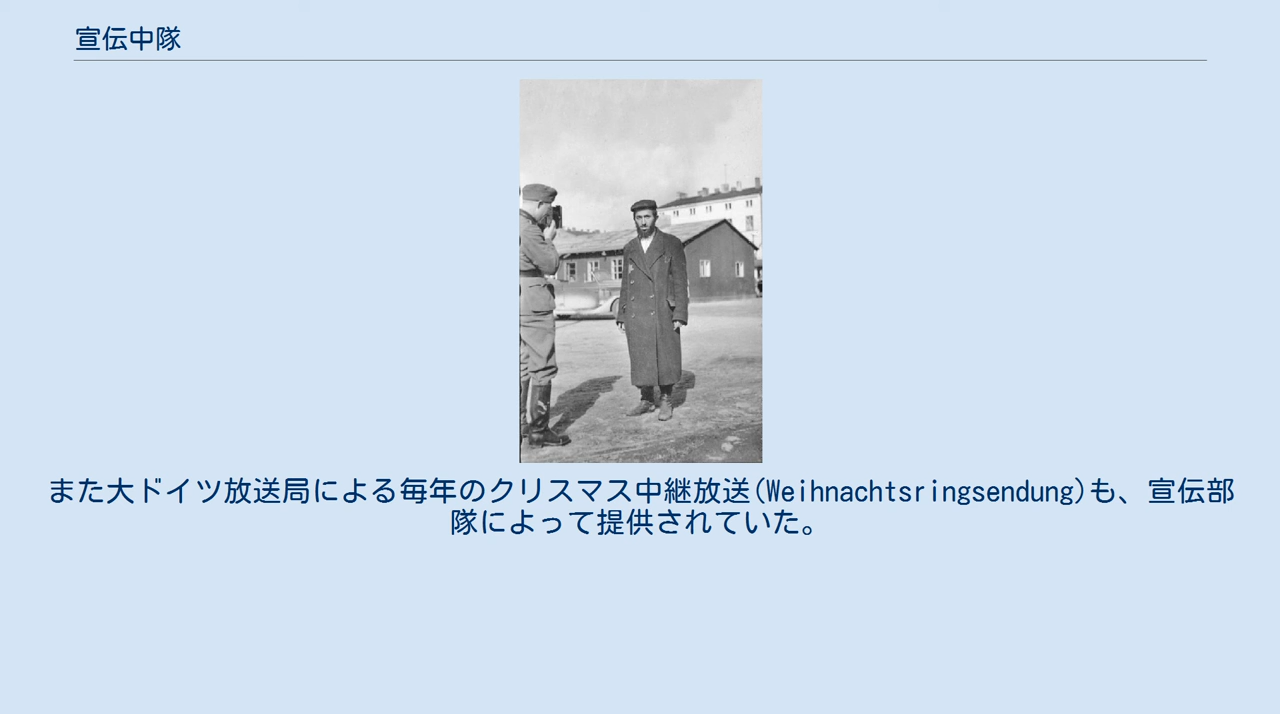 宣伝中隊
また大ドイツ放送局による毎年のクリスマス中継放送(Weihnachtsringsendung)も、宣伝部
隊によって提供されていた。